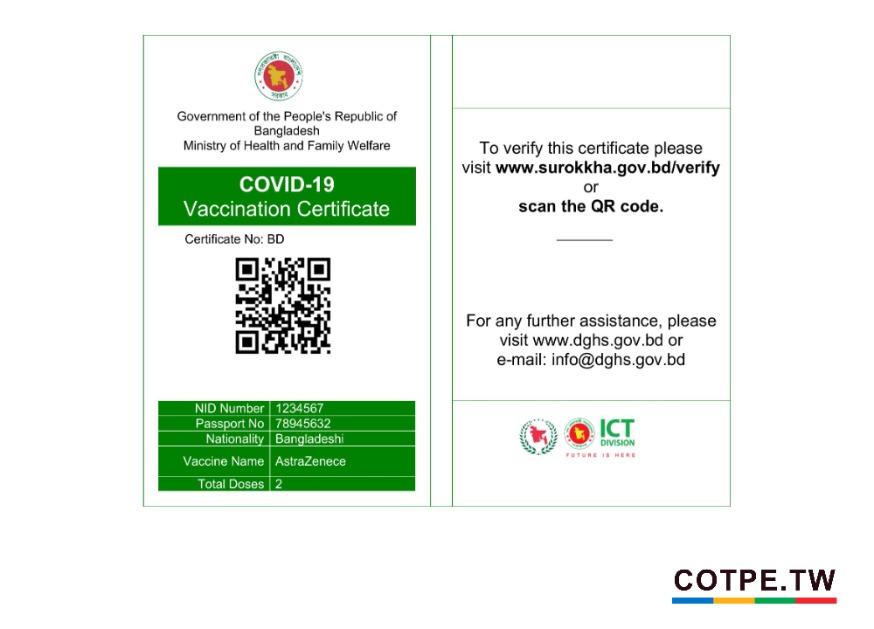 Government of the People's Republic of
Bangladesh
Ministry of Health and Family Welfare
COVID-19
Vaccination Certificate
Certificate No: BD
NID Number 1234567
Passport No 78945632
Nationality Bangladeshi
Vaccine Name AstraZenece
Total Doses 2
To verify this certificate please
visit www.surokkha.gov.bd/verify
or
scan the QR code.
For any further assistance, please
visit www.dghs.gov.bd or
e-mail: info@dghs.gov.bd
ICT
DIVISION
FUTURE IS HERE
COTPE.TW